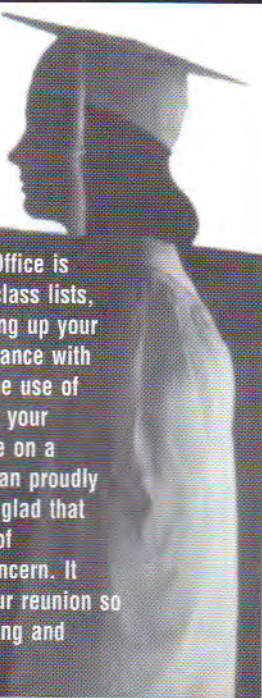 Office is
class lists,
ng up your
ance with
e use of
your
e on a
an proudly
glad that
of
ncern. It
ur reunion so
ng and